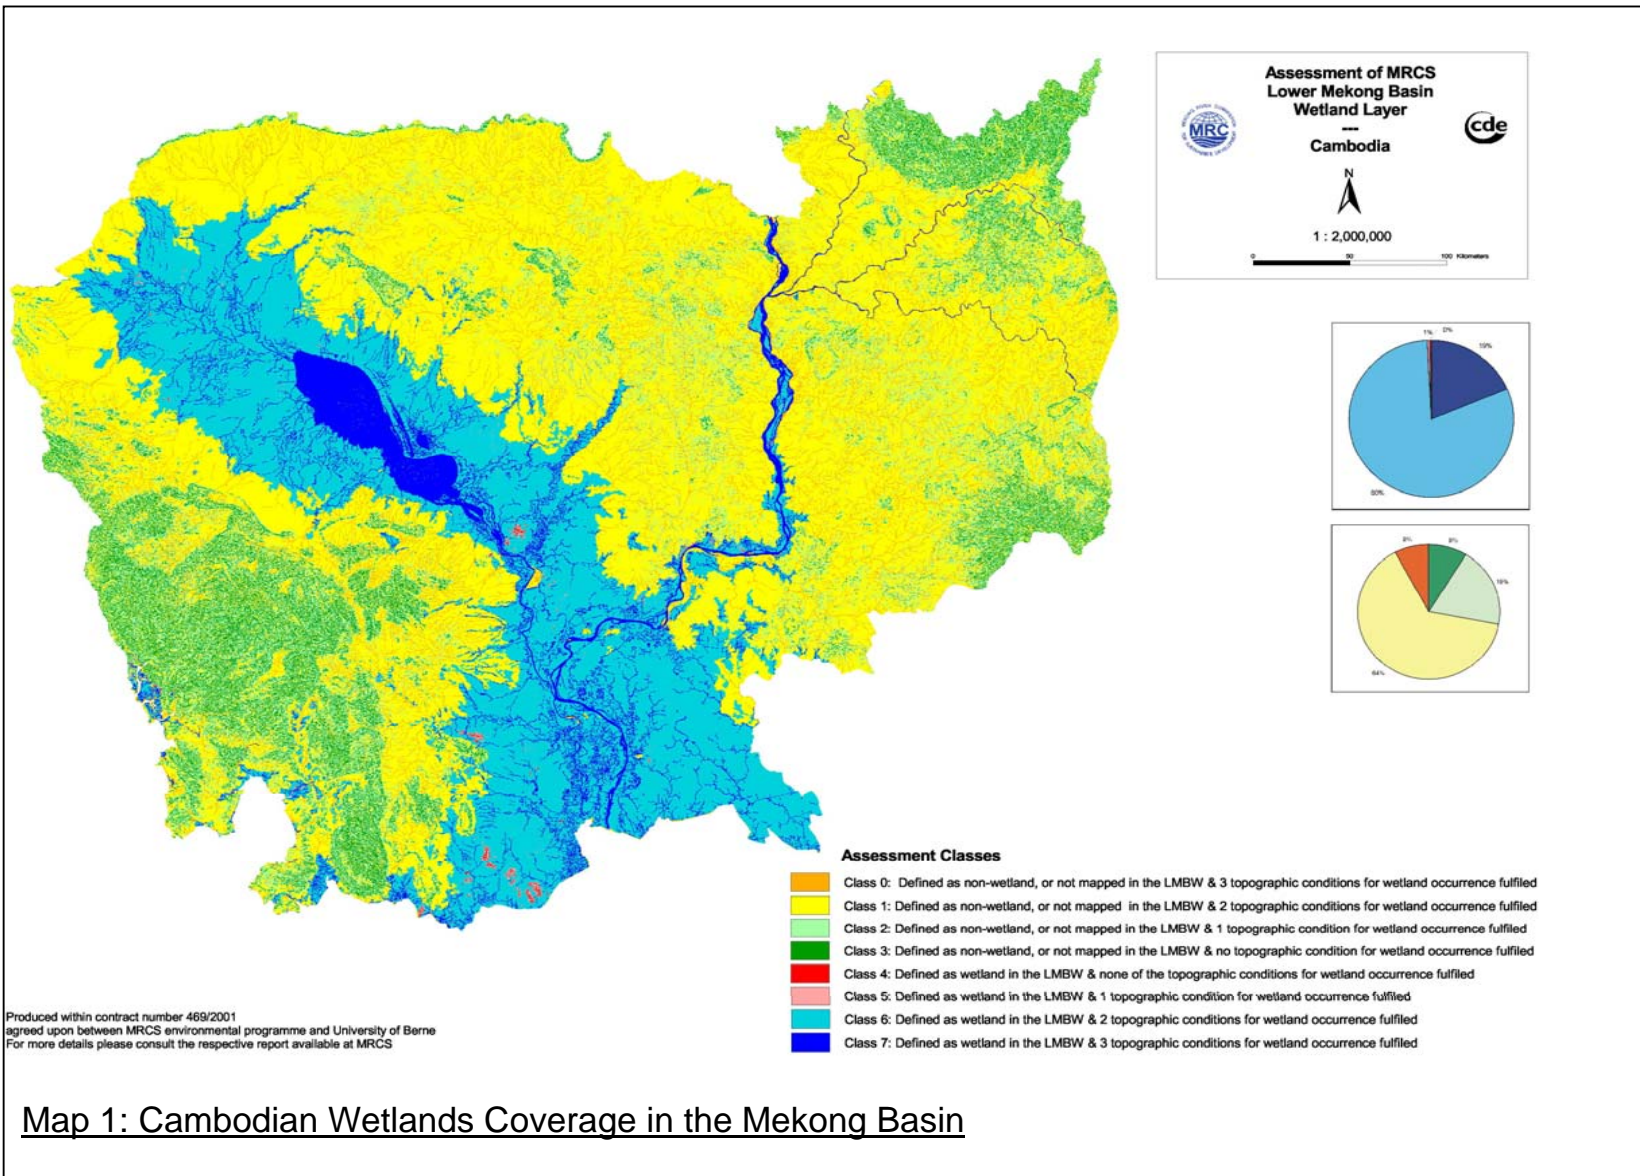 Assessment of MRCS
Lower Mekong Basin
Wetland Layer
---
Cambodia
MRC
cde
N
1 : 2,000,000
0 90 100 Kilometers
1% 0%
19%
80%
8% 9%
19%
64%
Assessment Classes
Class 0: Defined as non-wetland, or not mapped in the LMBW & 3 topographic conditions for wetland occurrence fulfiled
Class 1: Defined as non-wetland, or not mapped in the LMBW & 2 topographic conditions for wetland occurrence fulfiled
Class 2: Defined as non-wetland, or not mapped in the LMBW & 1 topographic condition for wetland occurrence fulfiled
Class 3: Defined as non-wetland, or not mapped in the LMBW & no topographic condition for wetland occurrence fulfiled
Class 4: Defined as wetland in the LMBW & none of the topographic conditions for wetland occurrence fulfiled
Class 5: Defined as wetland in the LMBW & 1 topographic condition for wetland occurrence fulfiled
Class 6: Defined as wetland in the LMBW & 2 topographic conditions for wetland occurrence fulfiled
Class 7: Defined as wetland in the LMBW & 3 topographic conditions for wetland occurrence fulfiled
Produced within contract number 469/2001
agreed upon between MRCS environmental programme and University of Berne
For more details please consult the respective report available at MRCS
Map 1: Cambodian Wetlands Coverage in the Mekong Basin